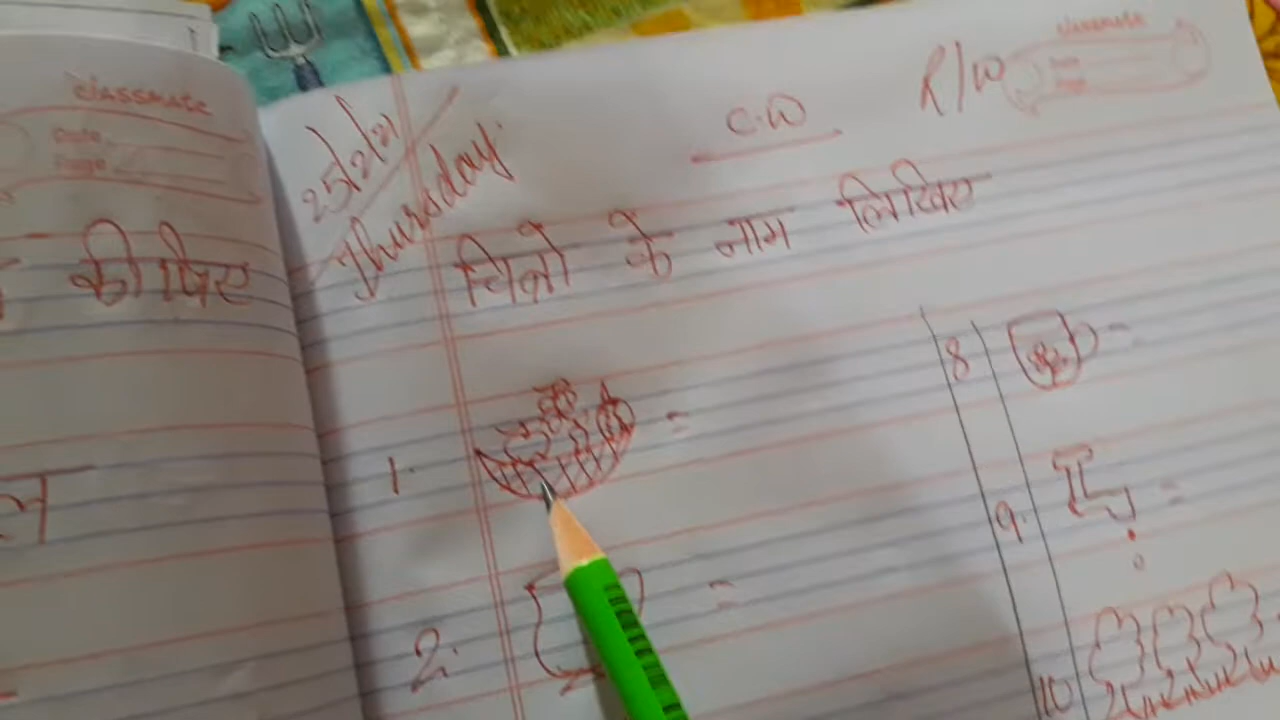 classmate
Date
Page
की जिए
25/2/21
Thursday
C.W
R/W
classmate
चित्रो के नाम लिखिए
1. =
2. =
8 =
9. =
10